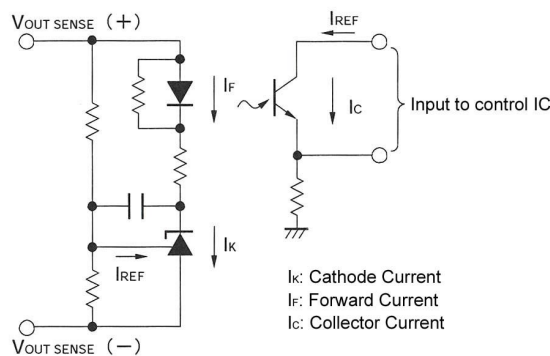 VOUT SENSE (+)
IREF
IF
IC
Input to control IC
IK
IREF
IK: Cathode Current
IF: Forward Current
IC: Collector Current
VOUT SENSE (−)